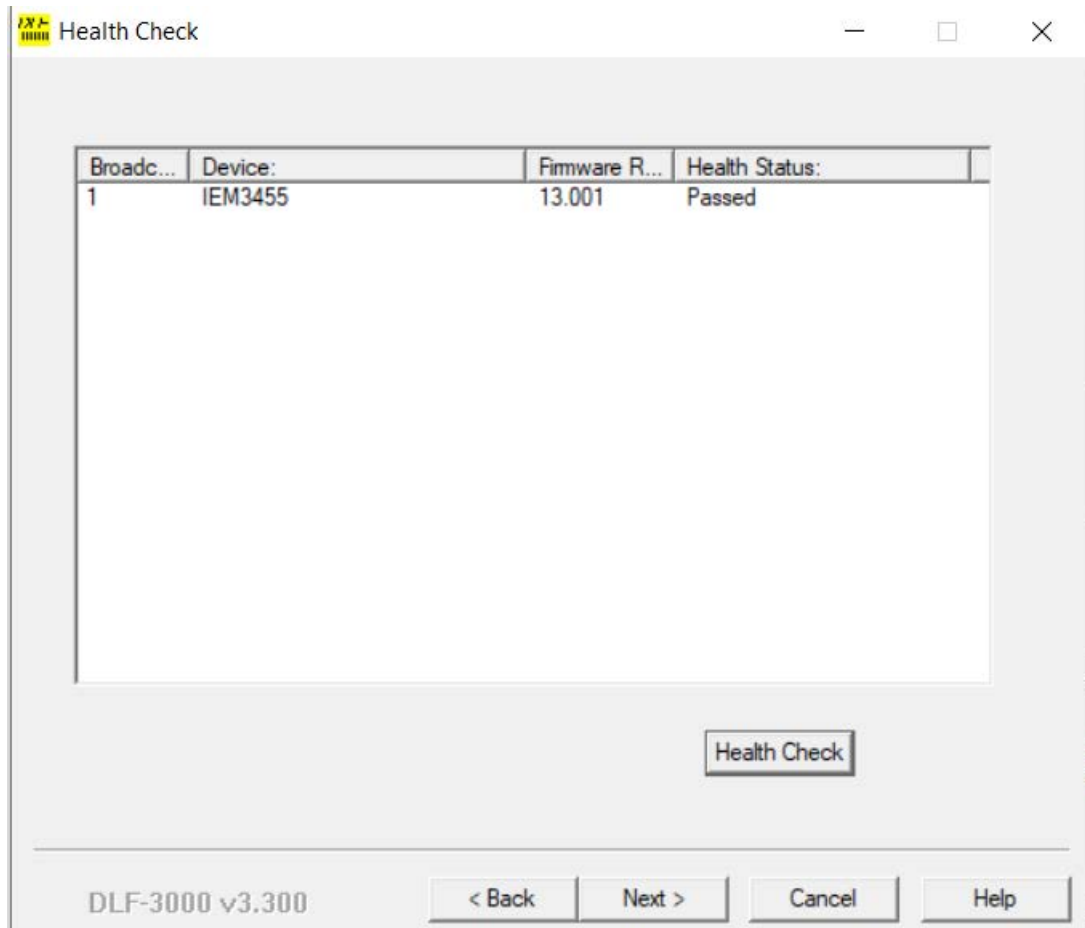 Health Check
Broadc... Device: Firmware R... Health Status:
1 IEM3455 13.001 Passed
Health Check
DLF-3000 v3.300 < Back Next > Cancel Help